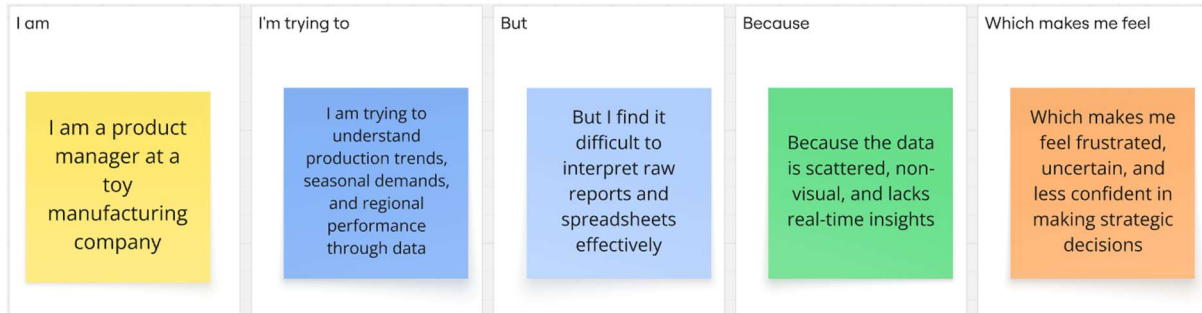 I am
I am a product
manager at a
toy
manufacturing
company
I'm trying to
I am trying to
understand
production trends,
seasonal demands,
and regional
performance
through data
But
But I find it
difficult to
interpret raw
reports and
spreadsheets
effectively
Because
Because the data
is scattered, non-
visual, and lacks
real-time insights
Which makes me feel
Which makes me
feel frustrated,
uncertain, and
less confident in
making strategic
decisions